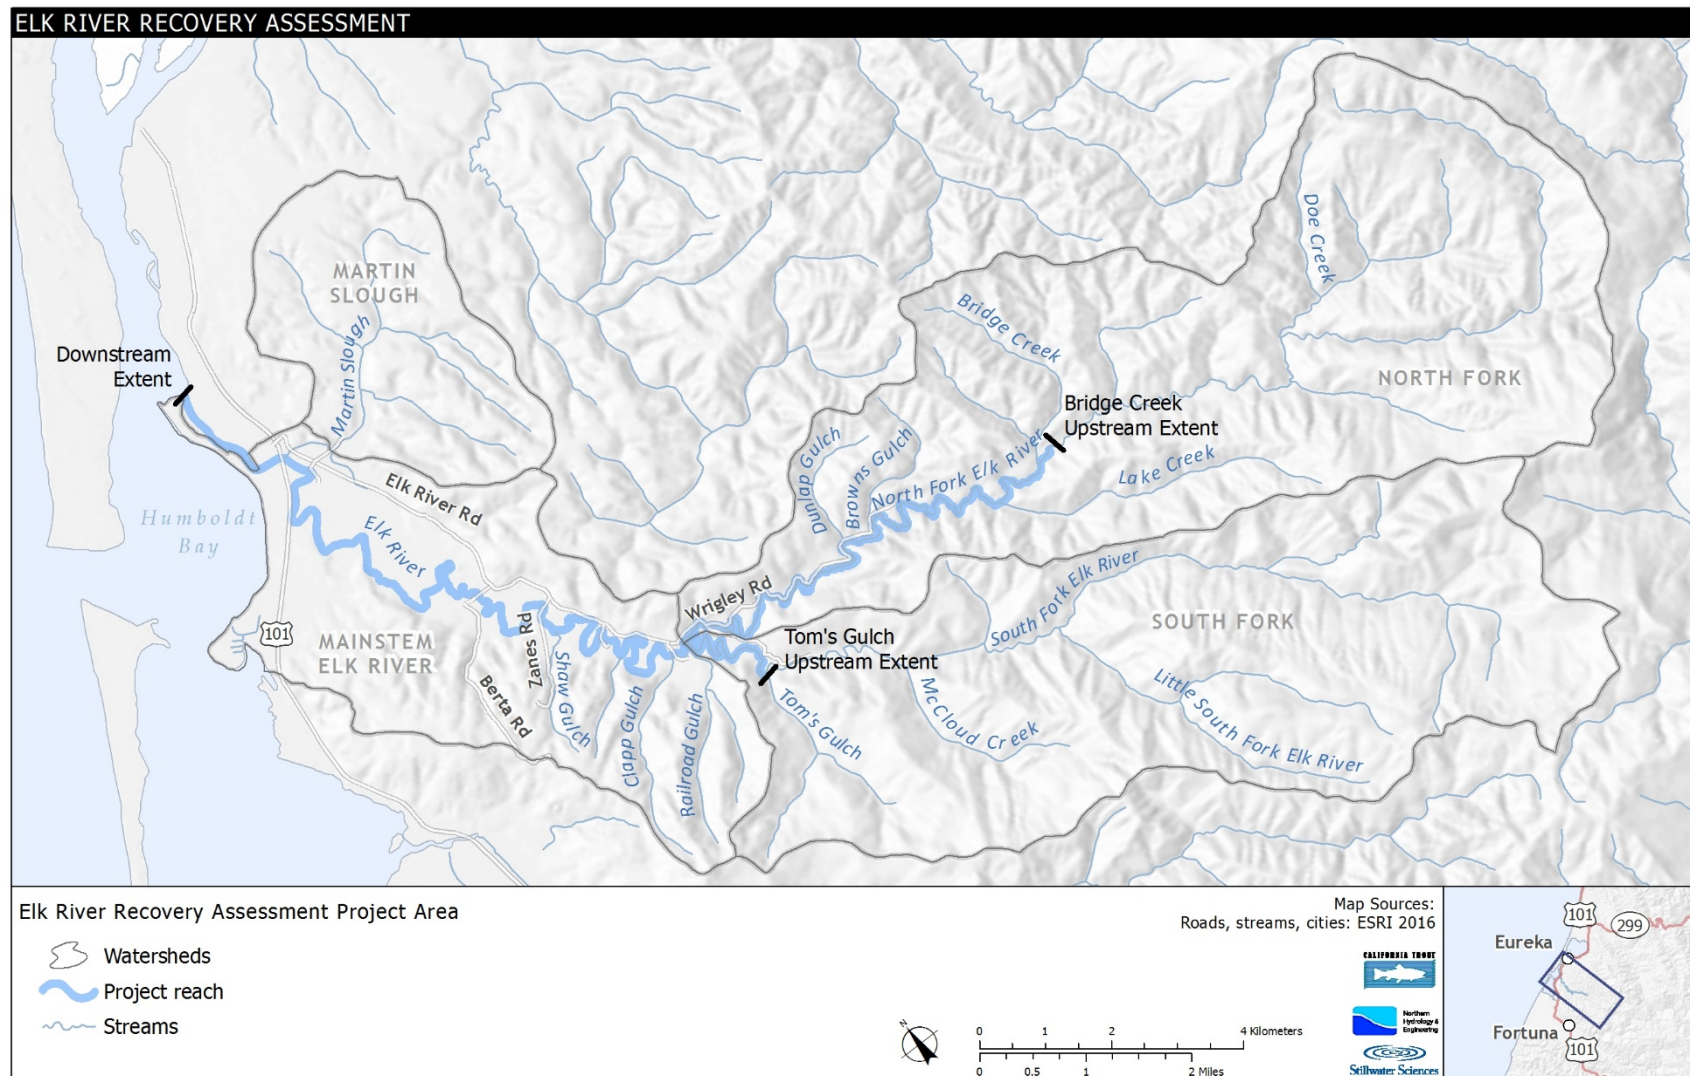 ELK RIVER RECOVERY ASSESSMENT
MARTIN
SLOUGH
Martin Slough
Downstream
Extent
Humboldt
Bay
Elk River Rd
Elk River
101
MAINSTEM
ELK RIVER
Berta Rd
Zanes Rd
Shaw Gulch
Clapp Gulch
Railroad Gulch
Wrigley Rd
Dunlap Gulch
Browns Gulch
North Fork Elk River
Bridge Creek
Bridge Creek
Upstream Extent
Lake Creek
Doe Creek
NORTH FORK
Tom's Gulch
Upstream Extent
Tom's Gulch
South Fork Elk River
SOUTH FORK
McCloud Creek
Little South Fork Elk River
Elk River Recovery Assessment Project Area
Watersheds
Project reach
Streams
N
0 1 2 4 Kilometers
0 0.5 1 2 Miles
Map Sources:
Roads, streams, cities: ESRI 2016
CALIFORNIA TROUT
Northern
Hydrology &
Engineering
Stillwater Sciences
101
299
Eureka
Fortuna
101